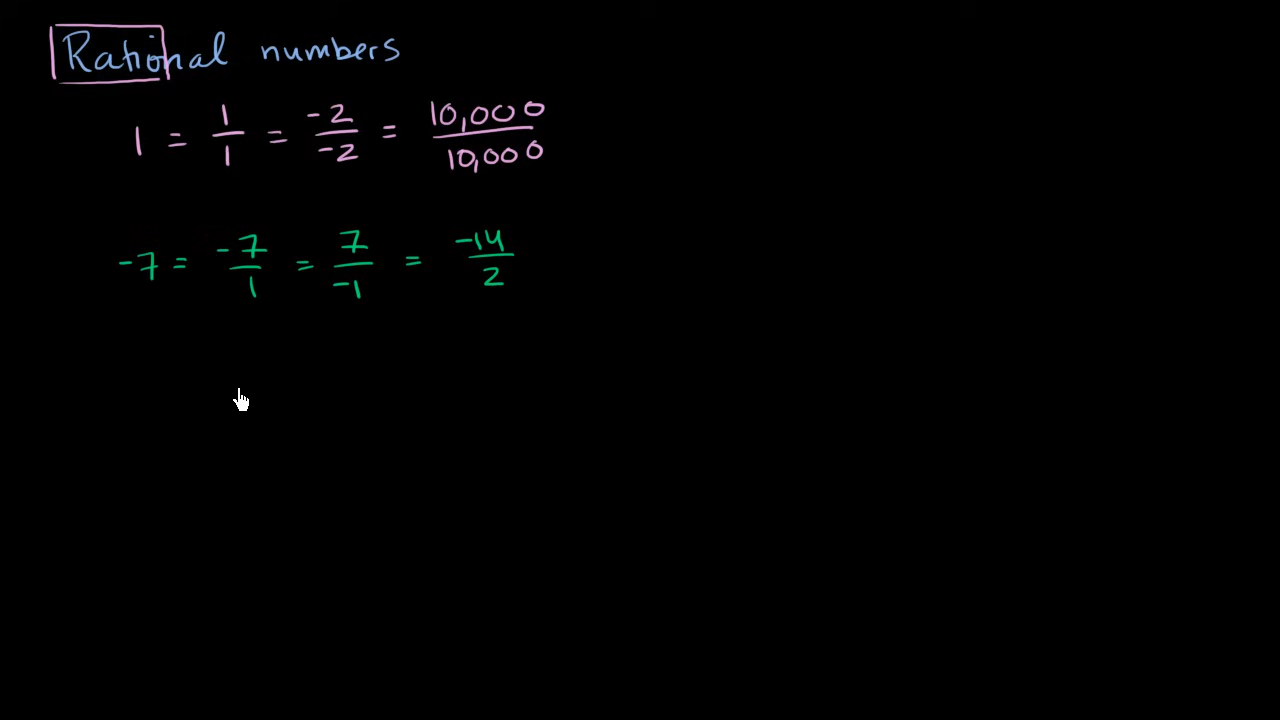 Rational numbers
1 = 1/1 = -2/-2 = 10,000/10,000
-7 = -7/1 = 7/-1 = -14/2